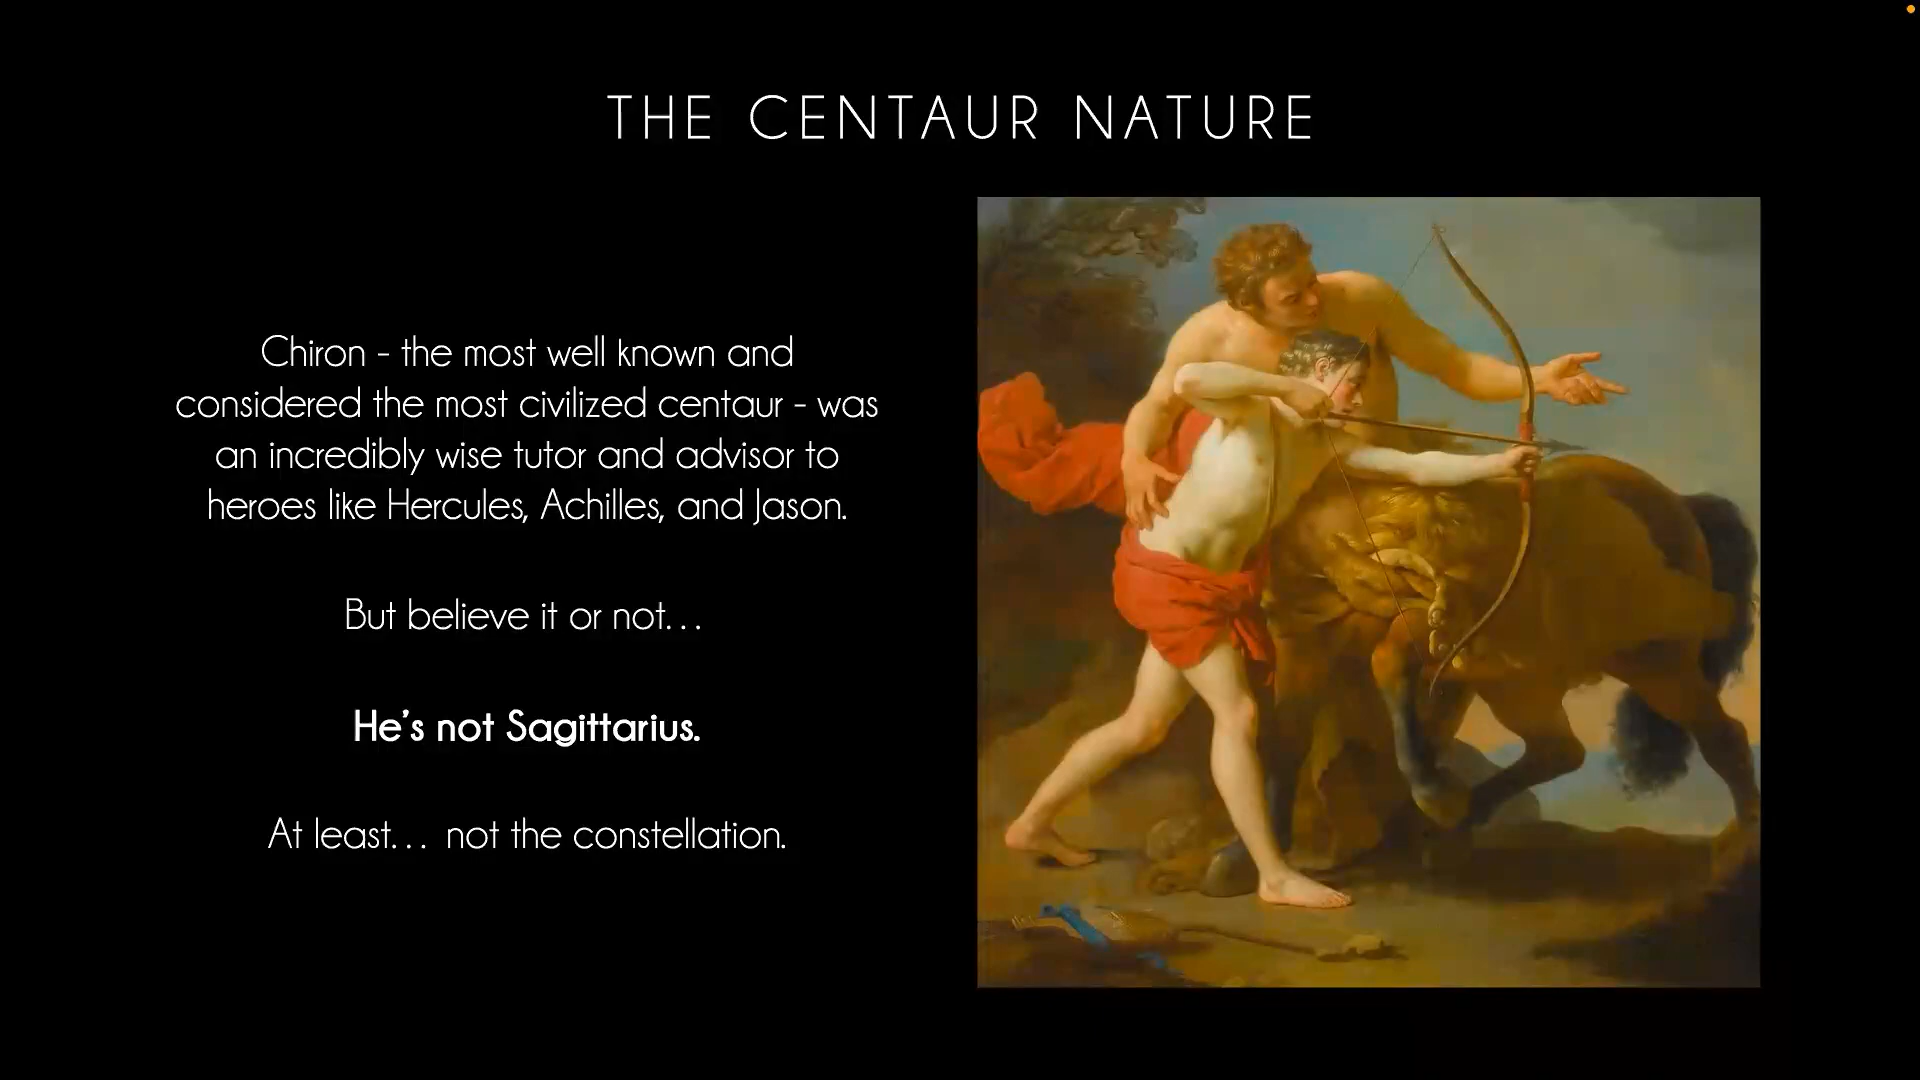 THE CENTAUR NATURE
Chiron - the most well known and
considered the most civilized centaur - was
an incredibly wise tutor and advisor to
heroes like Hercules, Achilles, and Jason.
But believe it or not...
He's not Sagittarius.
At least... not the constellation.